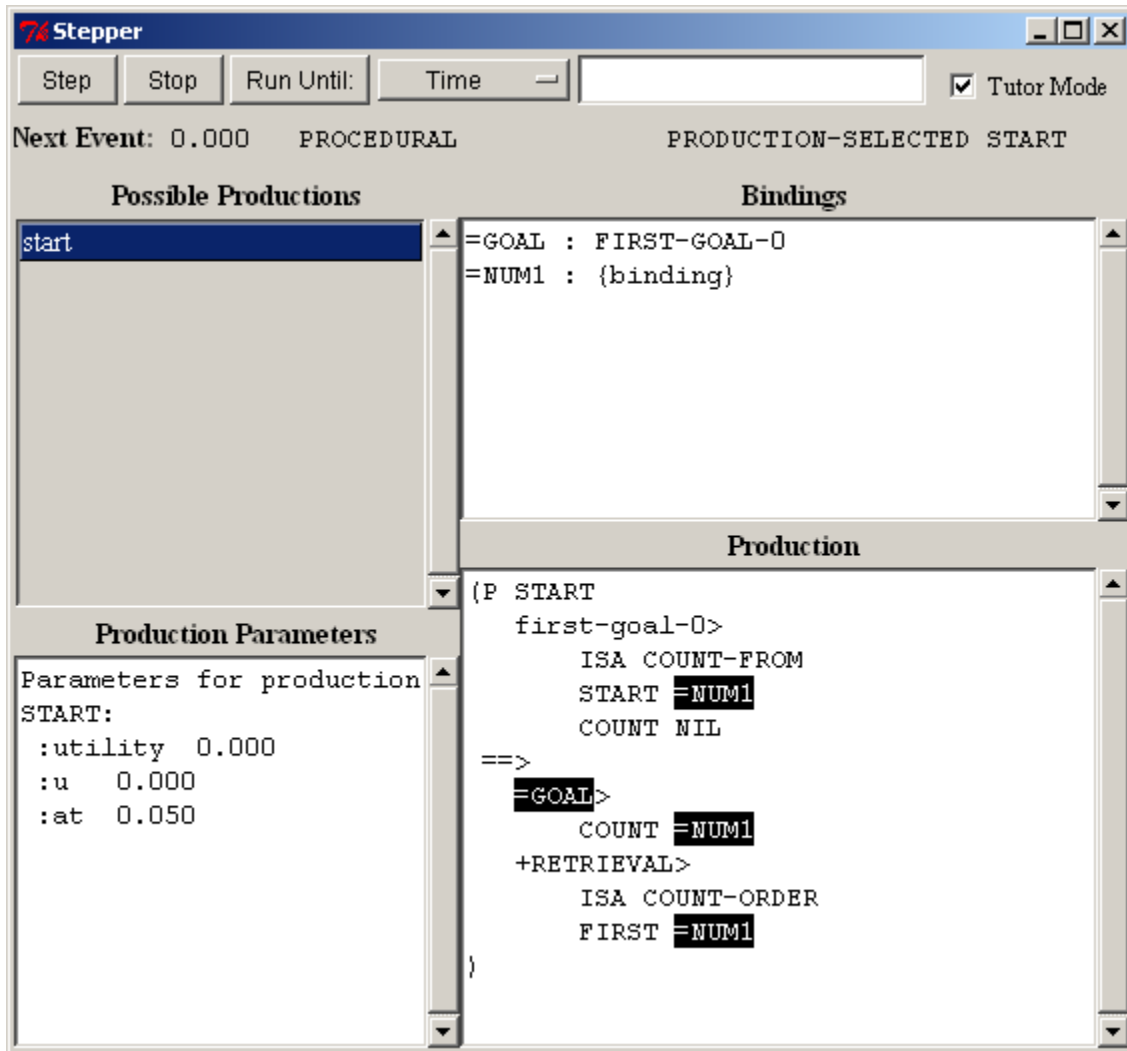 Stepper
Step Stop Run Until: Time Tutor Mode
Next Event: 0.000 PROCEDURAL PRODUCTION-SELECTED START
Possible Productions
start
Bindings
=GOAL : FIRST-GOAL-0
=NUM1 : {binding}
Production Parameters
Parameters for production
START:
:utility 0.000
:u 0.000
:at 0.050
Production
(P START
first-goal-0>
ISA COUNT-FROM
START =NUM1
COUNT NIL
==>
=GOAL>
COUNT =NUM1
+RETRIEVAL>
ISA COUNT-ORDER
FIRST =NUM1
)